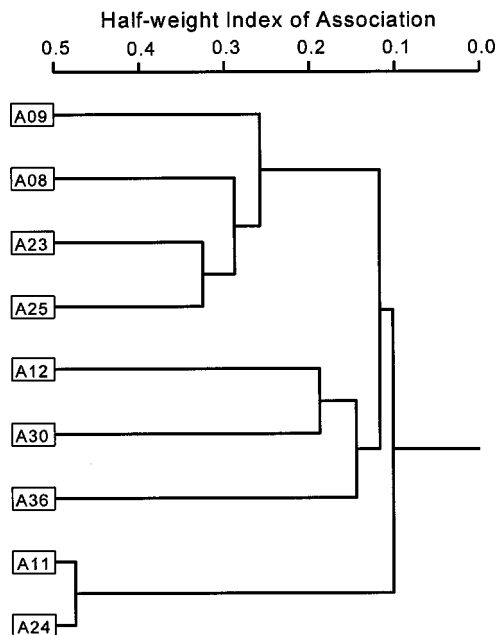 Half-weight Index of Association
0.5 0.4 0.3 0.2 0.1 0.0
A09
A08
A23
A25
A12
A30
A36
A11
A24